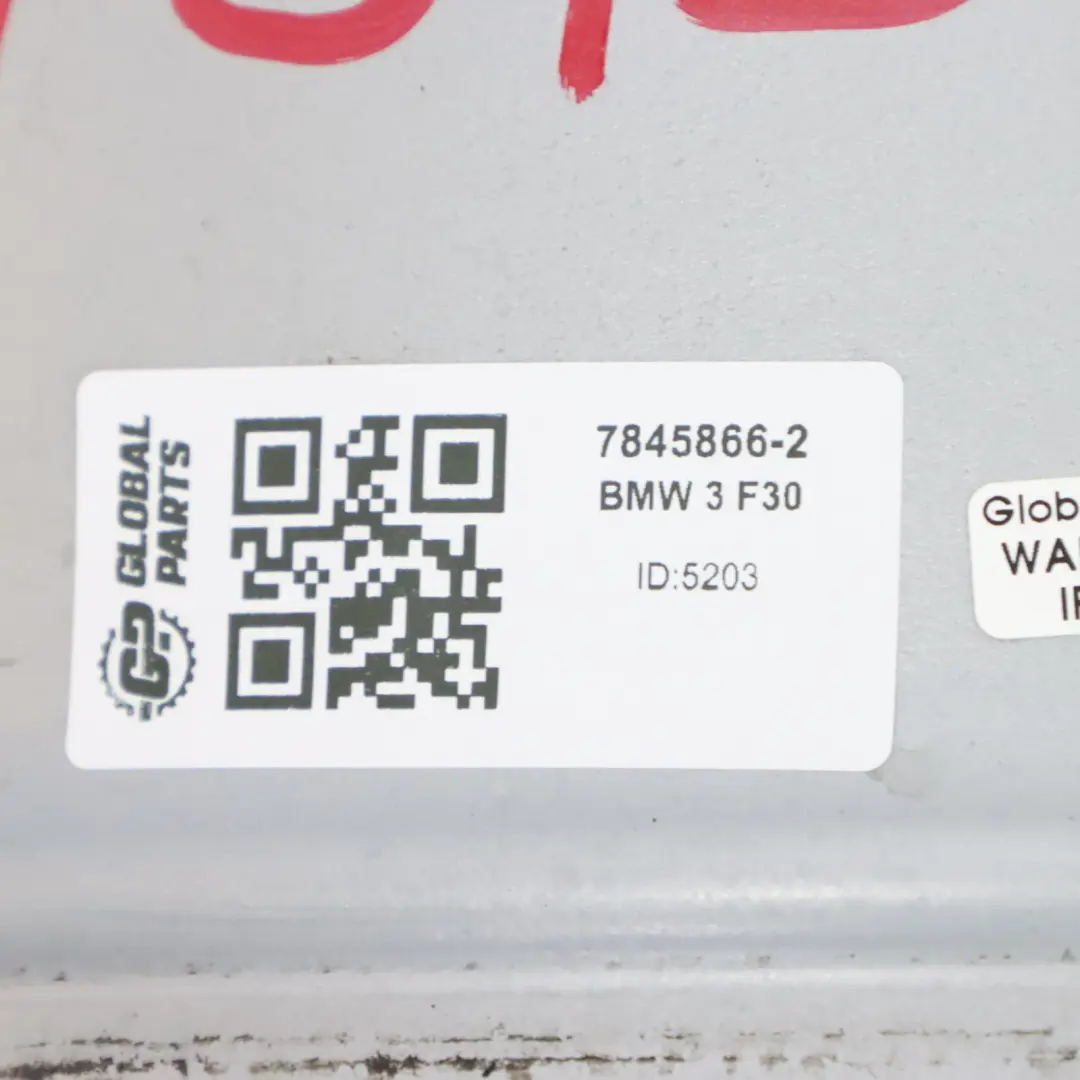 GLOBAL
PARTS
7845866-2
BMW 3 F30
ID:5203
Glob
WA